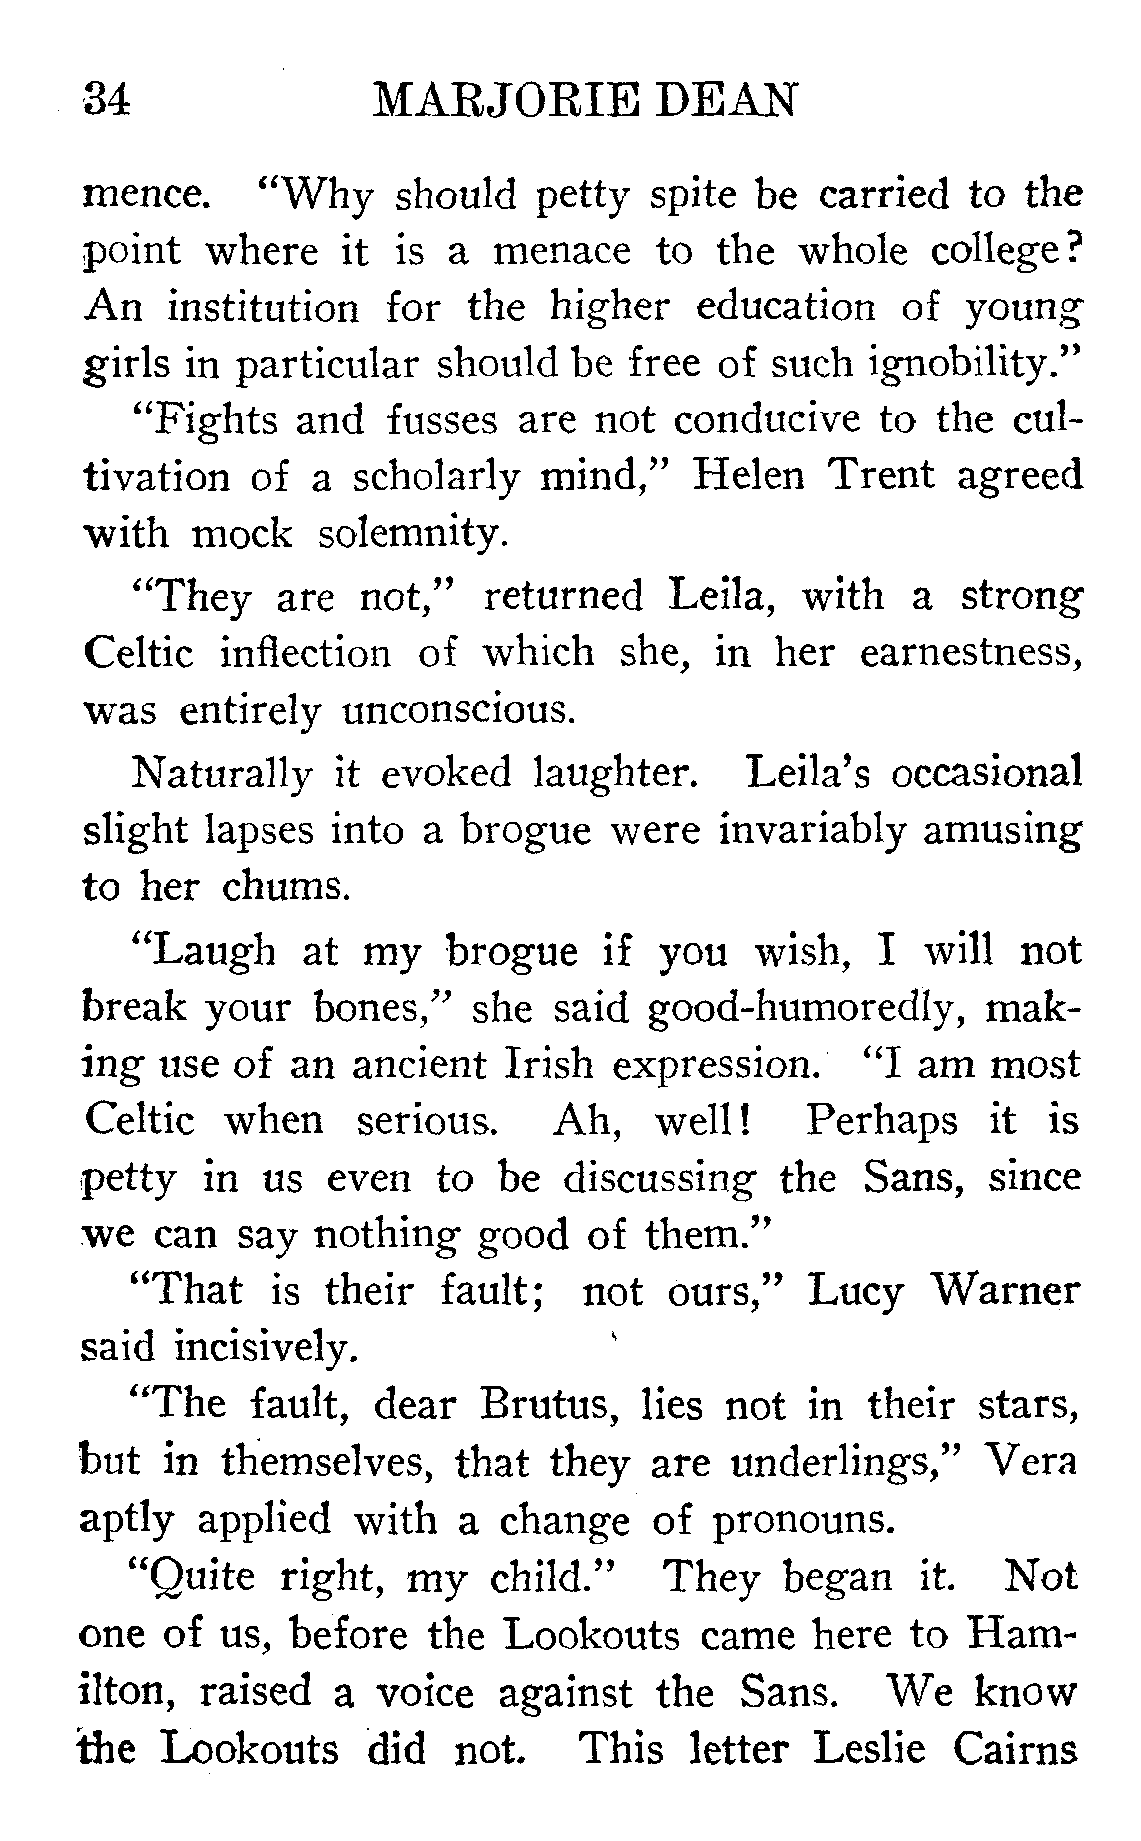 34 MARJORIE DEAN
mence. “Why should petty spite be carried to the
point where it is a menace to the whole college?
An institution for the higher education of young
girls in particular should be free of such ignobility.”
“Fights and fusses are not conducive to the cul-
tivation of a scholarly mind,” Helen Trent agreed
with mock solemnity.
“They are not,” returned Leila, with a strong
Celtic inflection of which she, in her earnestness,
was entirely unconscious.
Naturally it evoked laughter. Leila’s occasional
slight lapses into a brogue were invariably amusing
to her chums.
“Laugh at my brogue if you wish, I will not
break your bones,” she said good-humoredly, mak-
ing use of an ancient Irish expression. “I am most
Celtic when serious. Ah, well! Perhaps it is
petty in us even to be discussing the Sans, since
we can say nothing good of them.”
“That is their fault; not ours,” Lucy Warner
said incisively.
“The fault, dear Brutus, lies not in their stars,
but in themselves, that they are underlings,” Vera
aptly applied with a change of pronouns.
“Quite right, my child.” They began it. Not
one of us, before the Lookouts came here to Ham-
ilton, raised a voice against the Sans. We know
the Lookouts did not. This letter Leslie Cairns